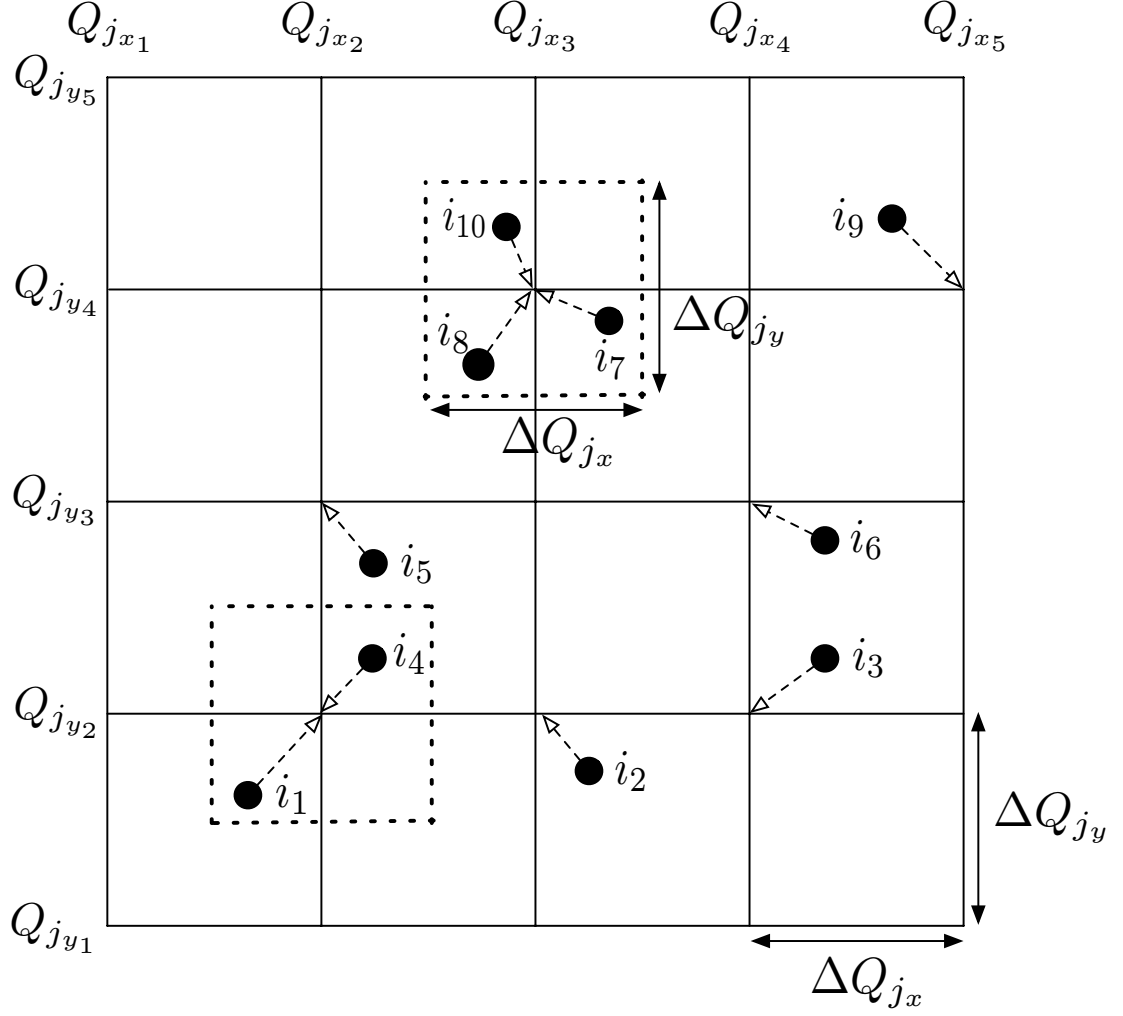 Q_{j_{x_1}} Q_{j_{x_2}} Q_{j_{x_3}} Q_{j_{x_4}} Q_{j_{x_5}}
Q_{j_{y_5}}
i_{10} i_9
Q_{j_{y_4}}
i_8 i_7 ΔQ_{j_y}
ΔQ_{j_x}
Q_{j_{y_3}}
i_5 i_6
i_4 i_3
Q_{j_{y_2}}
i_1 i_2 ΔQ_{j_y}
Q_{j_{y_1}}
ΔQ_{j_x}